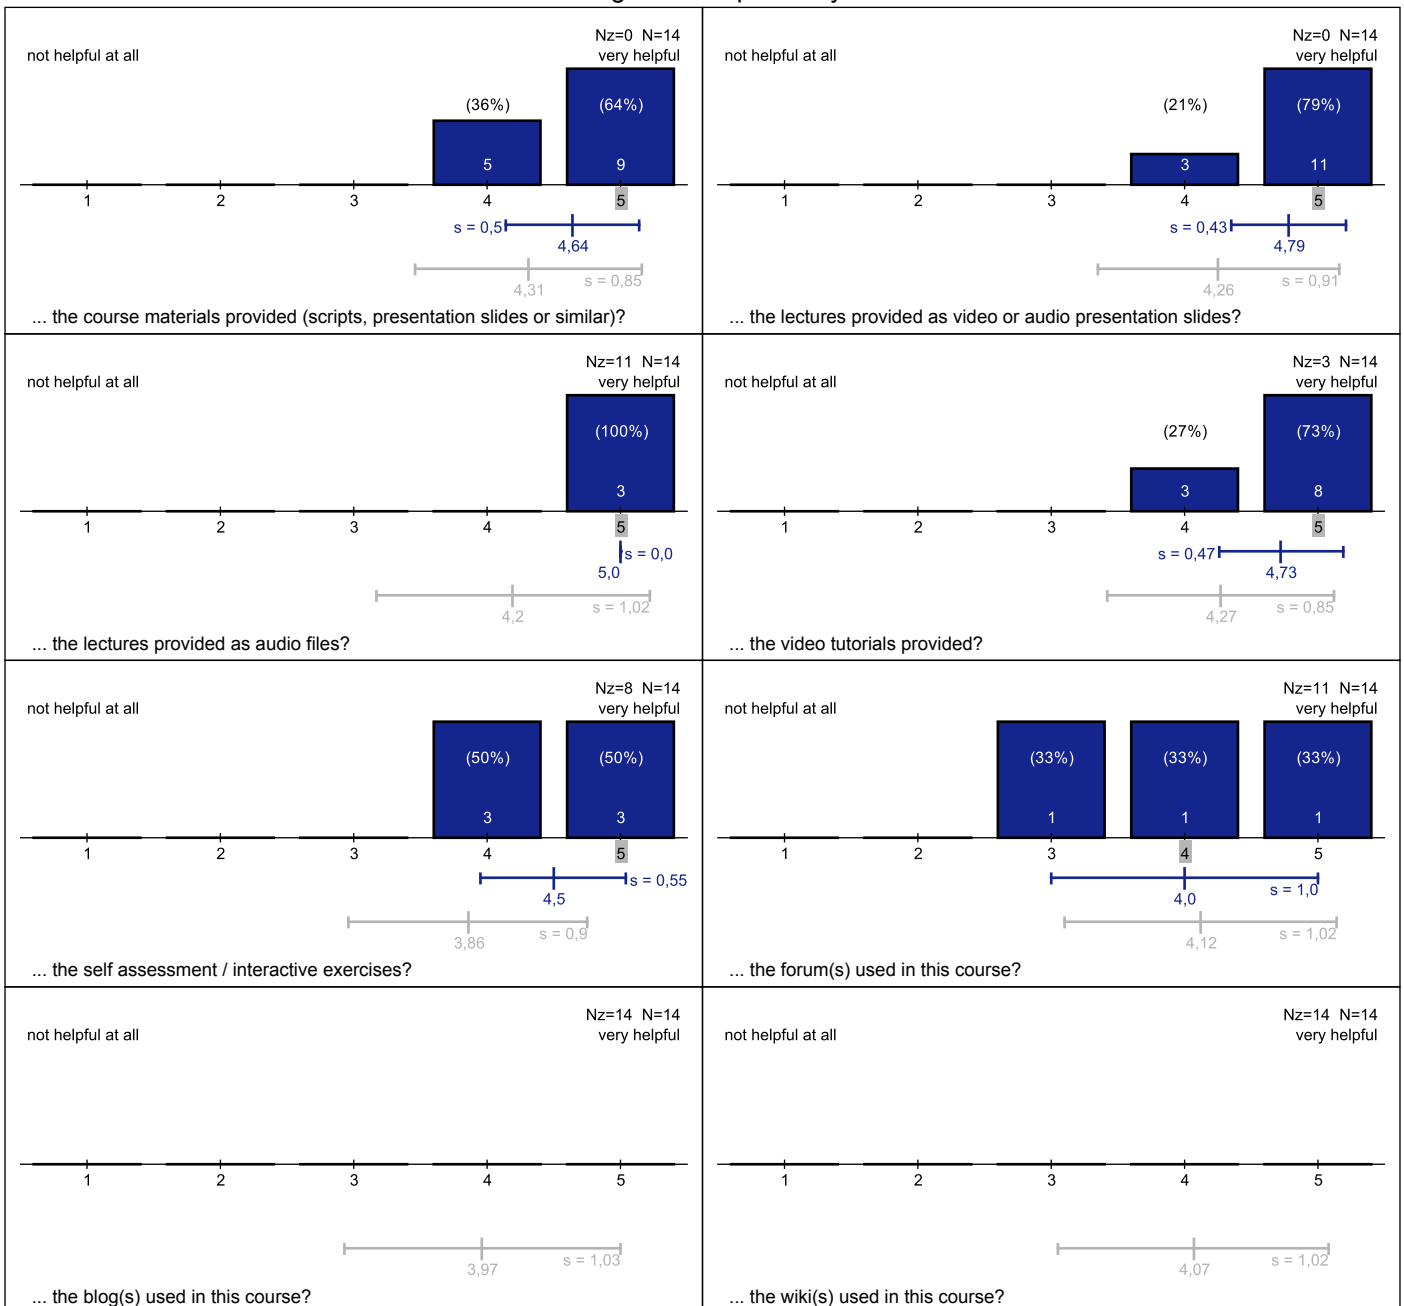 Nz=0 N=14
not helpful at all very helpful
(36%) (64%)
5 9
1 2 3 4 5
s = 0,5
4,64
s = 0,85
4,31
... the course materials provided (scripts, presentation slides or similar)?
Nz=0 N=14
not helpful at all very helpful
(21%) (79%)
3 11
1 2 3 4 5
s = 0,43
4,79
s = 0,91
4,26
... the lectures provided as video or audio presentation slides?
Nz=11 N=14
not helpful at all very helpful
(100%)
3
1 2 3 4 5
s = 0,0
5,0
s = 1,02
4,2
... the lectures provided as audio files?
Nz=3 N=14
not helpful at all very helpful
(27%) (73%)
3 8
1 2 3 4 5
s = 0,47
4,73
s = 0,85
4,27
... the video tutorials provided?
Nz=8 N=14
not helpful at all very helpful
(50%) (50%)
3 3
1 2 3 4 5
s = 0,55
4,5
s = 0,9
3,86
... the self assessment / interactive exercises?
Nz=11 N=14
not helpful at all very helpful
(33%) (33%) (33%)
1 1 1
1 2 3 4 5
s = 1,0
4,0
s = 1,02
4,12
... the forum(s) used in this course?
Nz=14 N=14
not helpful at all very helpful
1 2 3 4 5
s = 1,03
3,97
... the blog(s) used in this course?
Nz=14 N=14
not helpful at all very helpful
1 2 3 4 5
s = 1,02
4,07
... the wiki(s) used in this course?